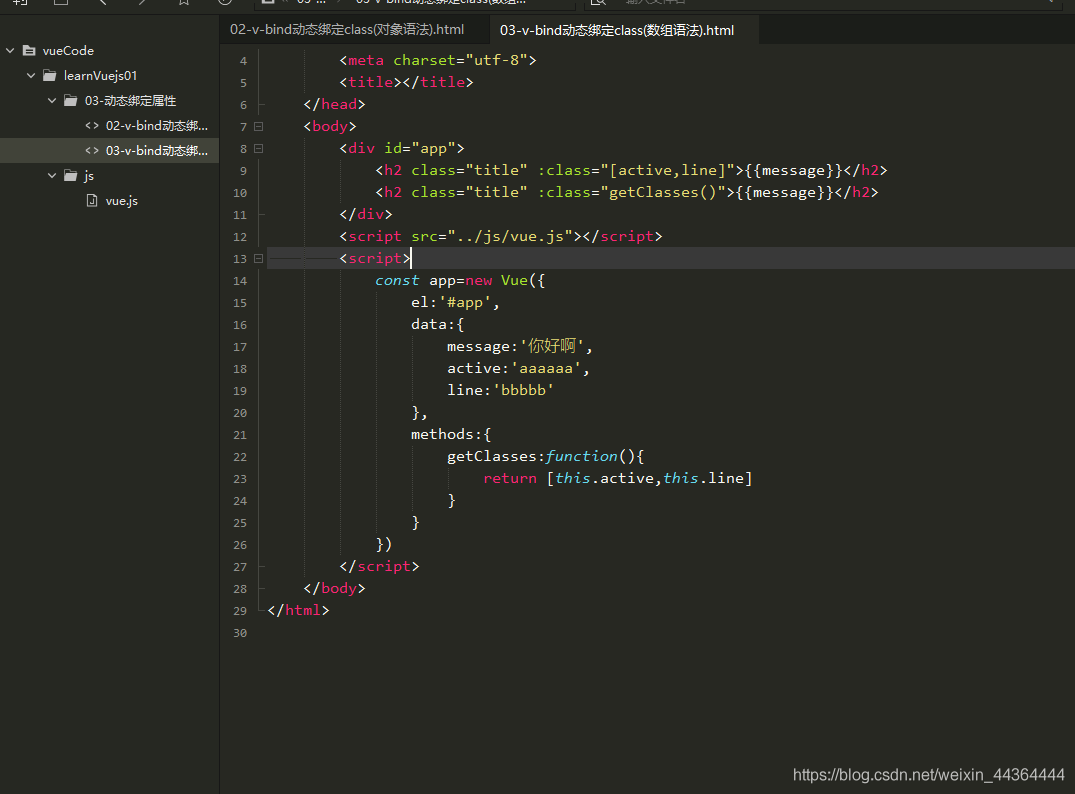 02-v-bind动态绑定class(对象语法).html
03-v-bind动态绑定class(数组语法).html
vueCode
learnVuejs01
03-动态绑定属性
<> 02-v-bind动态绑...
<> 03-v-bind动态绑...
js
vue.js
4 <meta charset="utf-8">
5 <title></title>
6 </head>
7 <body>
8 <div id="app">
9 <h2 class="title" :class="[active,line]">{{message}}</h2>
10 <h2 class="title" :class="getClasses()">{{message}}</h2>
11 </div>
12 <script src="../js/vue.js"></script>
13 <script>
14 const app=new Vue({
15 el:'#app',
16 data:{
17 message:'你好啊',
18 active:'aaaaaa',
19 line:'bbbbb'
20 },
21 methods:{
22 getClasses:function(){
23 return [this.active,this.line]
24 }
25 }
26 })
27 </script>
28 </body>
29 </html>
30
https://blog.csdn.net/weixin_44364444